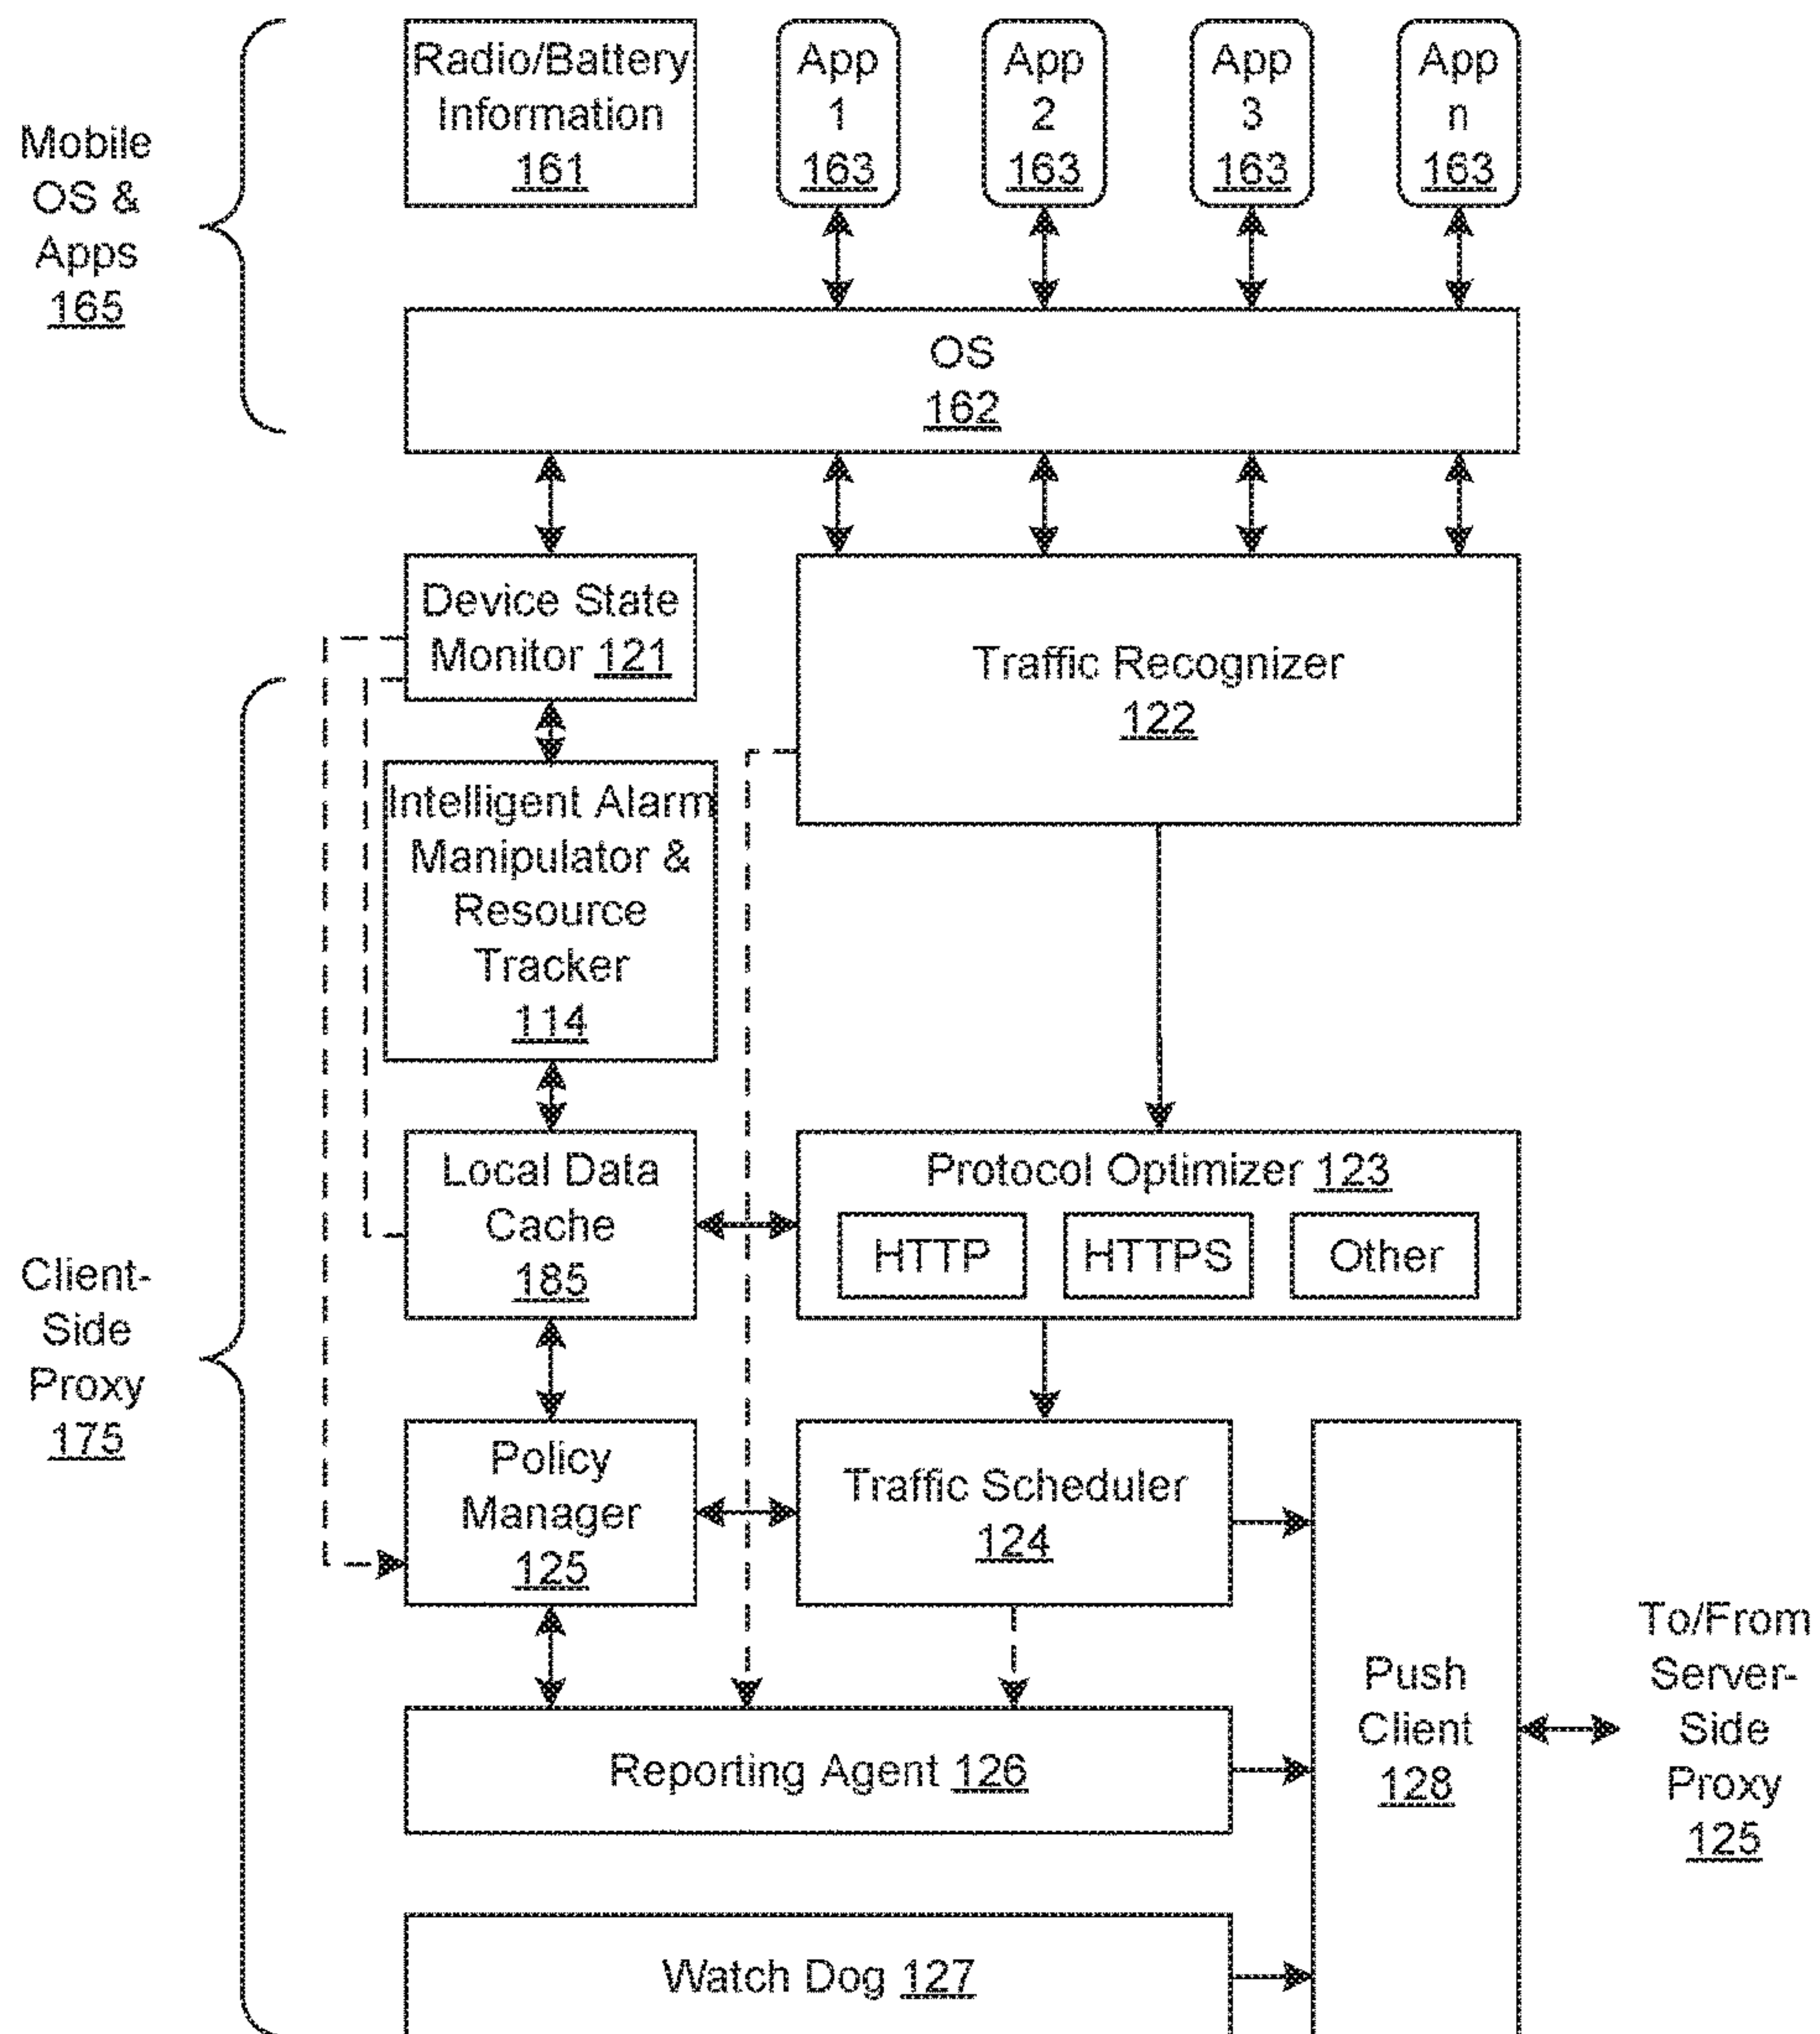 Mobile
OS &
Apps
165
Radio/Battery
Information
161
App
1
163
App
2
163
App
3
163
App
n
163
OS
162
Device State
Monitor 121
Traffic Recognizer
122
Intelligent Alarm
Manipulator &
Resource
Tracker
114
Client-
Side
Proxy
175
Local Data
Cache
185
Protocol Optimizer 123
HTTP
HTTPS
Other
Policy
Manager
125
Traffic Scheduler
124
Push
Client
128
To/From
Server-
Side
Proxy
125
Reporting Agent 126
Watch Dog 127